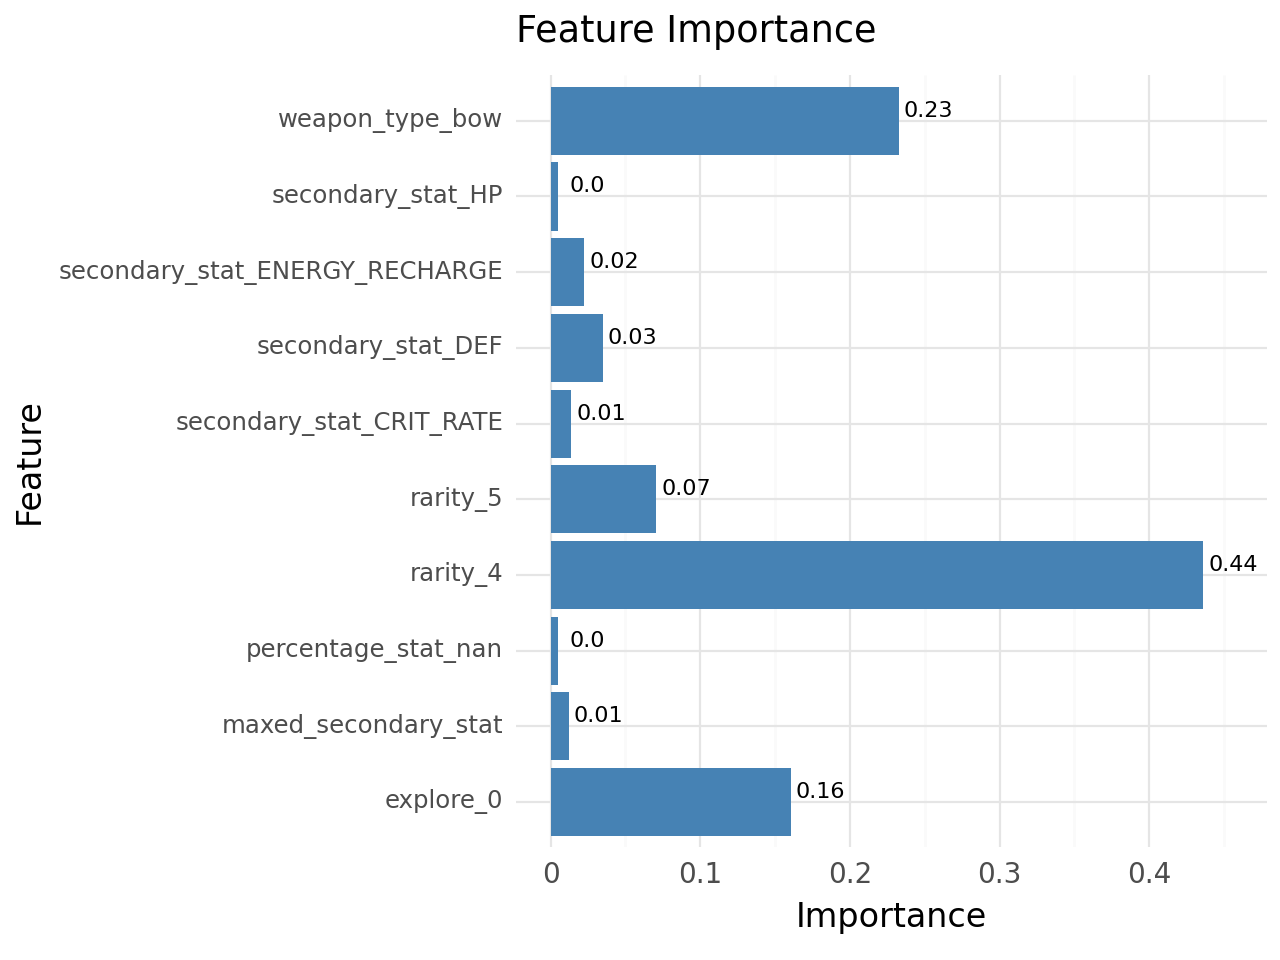 Feature Importance
weapon_type_bow 0.23
secondary_stat_HP 0.0
secondary_stat_ENERGY_RECHARGE 0.02
secondary_stat_DEF 0.03
secondary_stat_CRIT_RATE 0.01
rarity_5 0.07
rarity_4 0.44
percentage_stat_nan 0.0
maxed_secondary_stat 0.01
explore_0 0.16
0 0.1 0.2 0.3 0.4
Importance
Feature